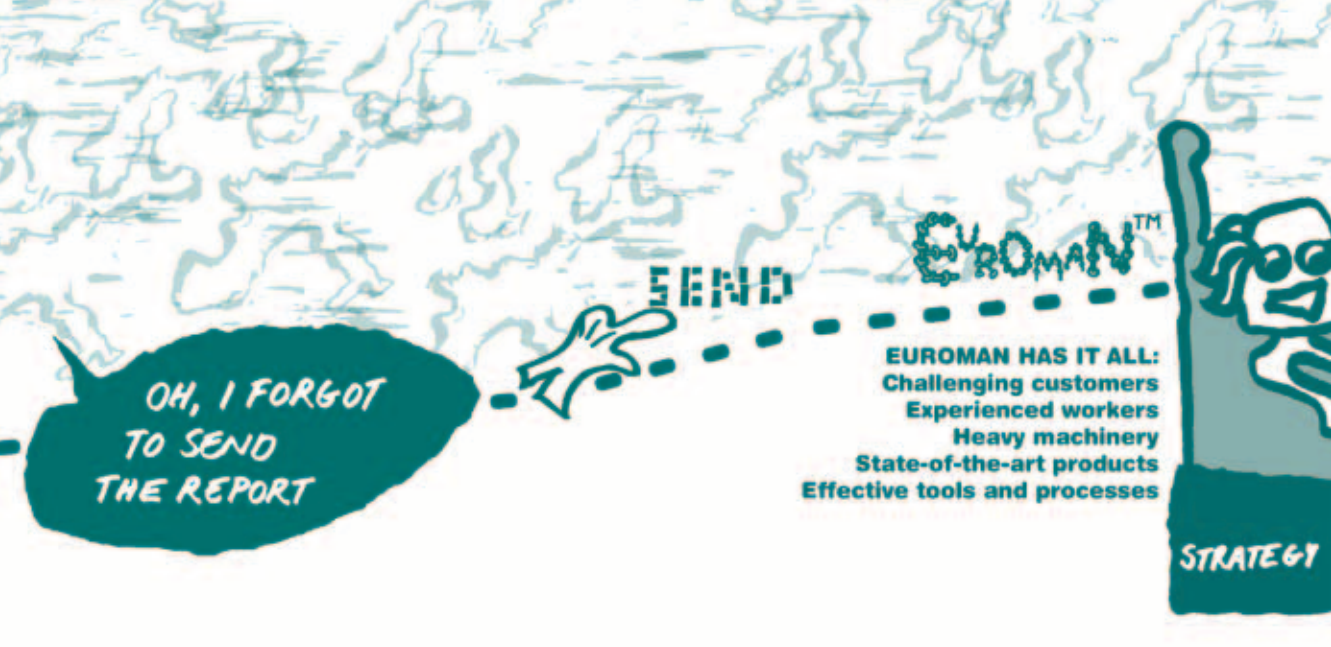 OH, I FORGOT
TO SEND
THE REPORT
SEND
EUROMAN™
EUROMAN HAS IT ALL:
Challenging customers
Experienced workers
Heavy machinery
State-of-the-art products
Effective tools and processes
STRATEGY